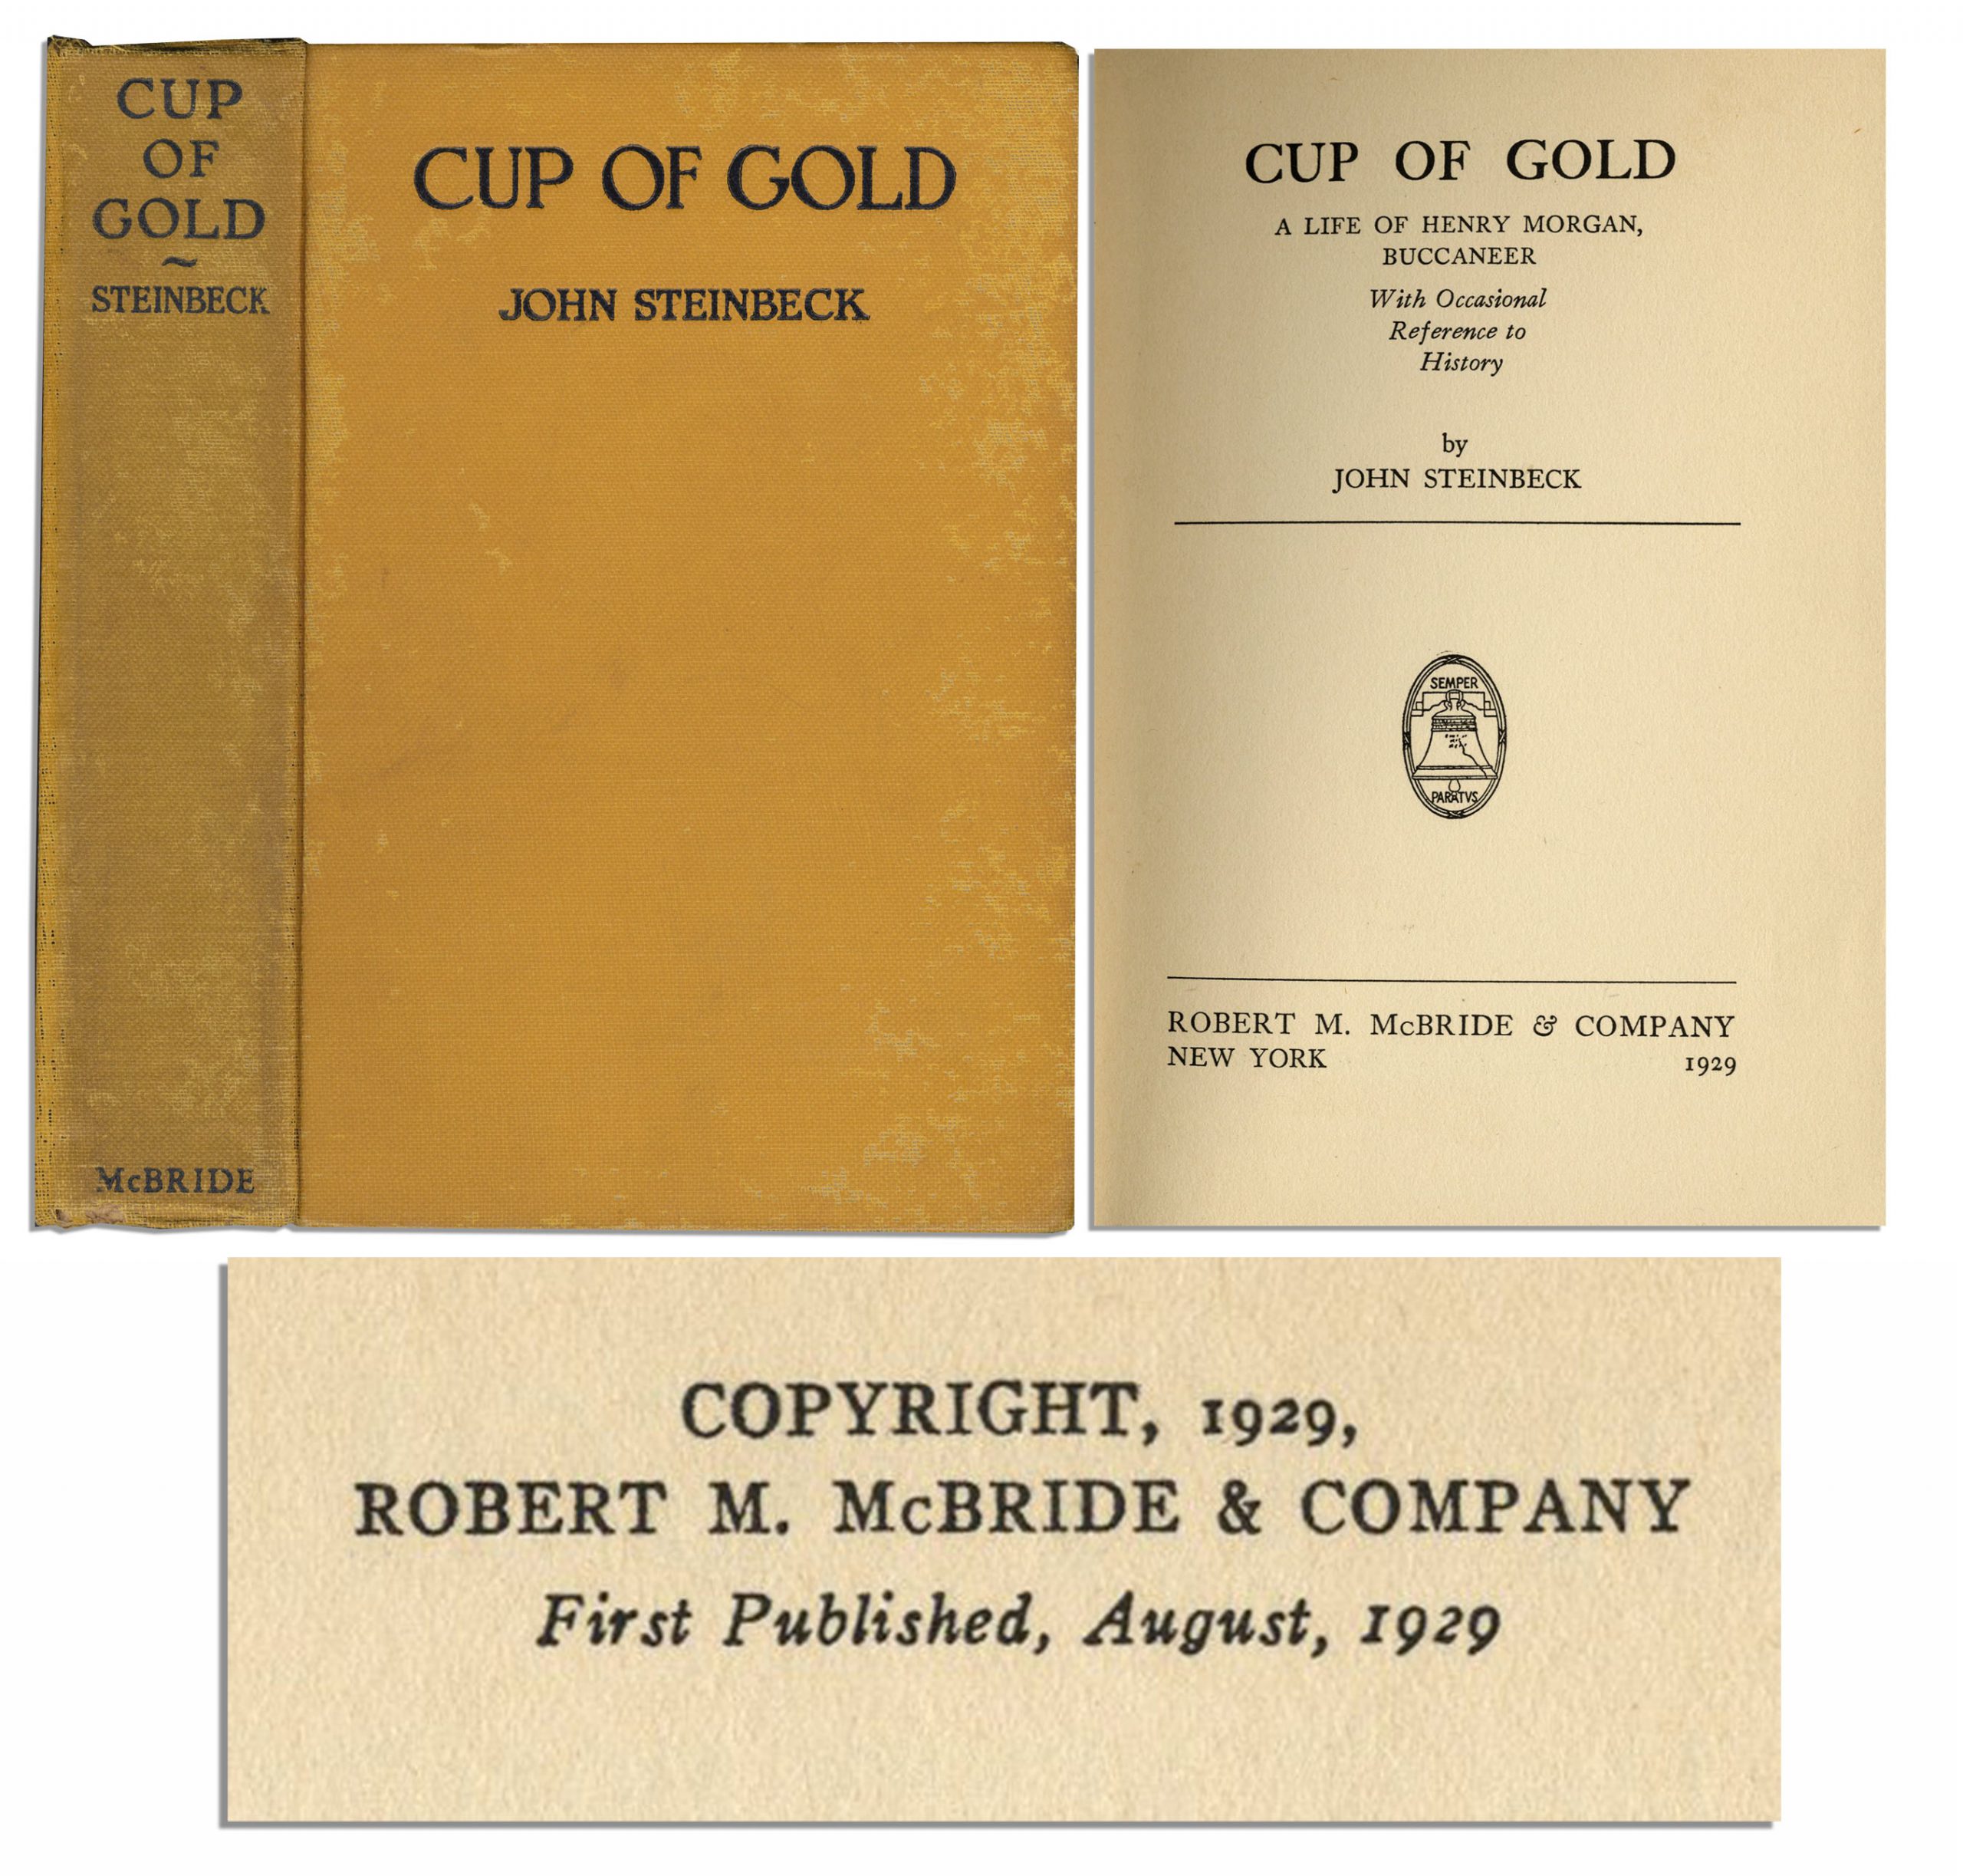 CUP
OF
GOLD
~
STEINBECK
McBRIDE
CUP OF GOLD
JOHN STEINBECK
CUP OF GOLD
A LIFE OF HENRY MORGAN,
BUCCANEER
With Occasional
Reference to
History
by
JOHN STEINBECK
SEMPER
PARATVS
ROBERT M. McBRIDE & COMPANY
NEW YORK 1929
COPYRIGHT, 1929,
ROBERT M. McBRIDE & COMPANY
First Published, August, 1929